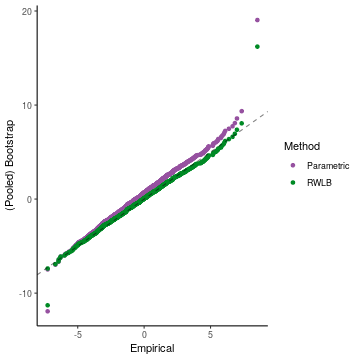 20
10
0
-10
(Pooled) Bootstrap
-5
0
5
Empirical
Method
Parametric
RWLB